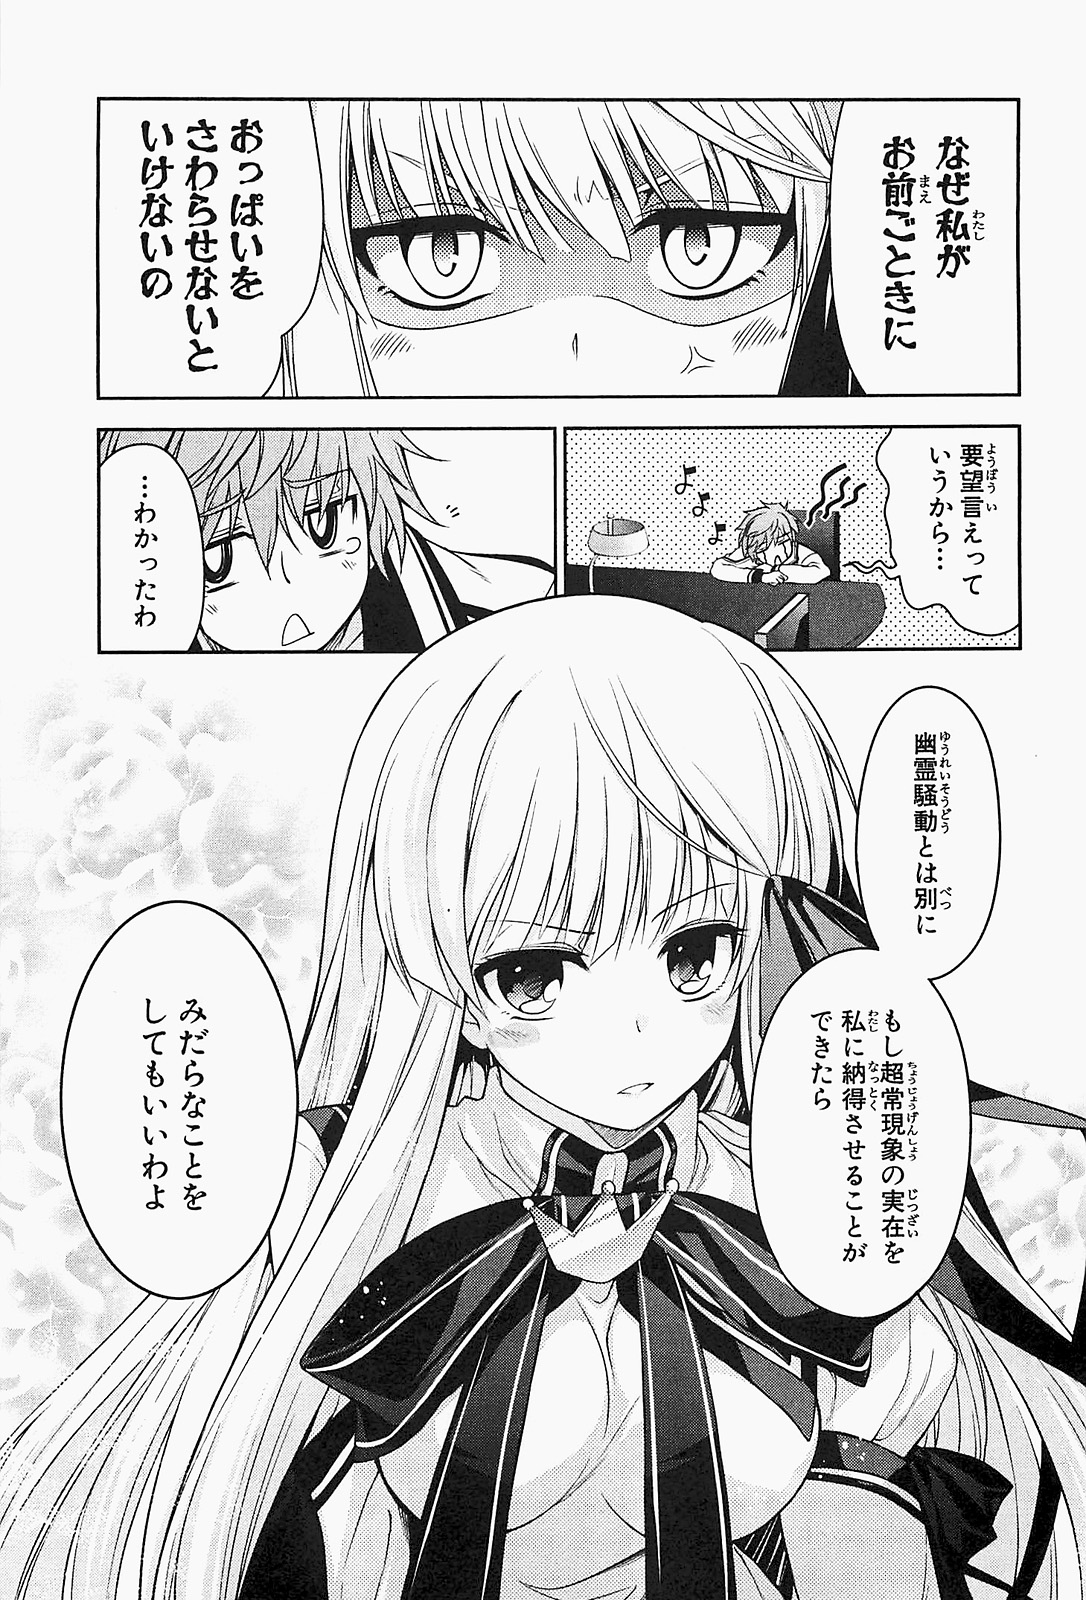 なぜ私が
お前ごときに
おっぱいを
さわらせないと
いけないの
要望言えって
いうから…
よよよ
…わかったわ
幽霊騒動とは別に
もし超常現象の実在を
私に納得させることが
できたら
みだらなことを
してもいいわよ